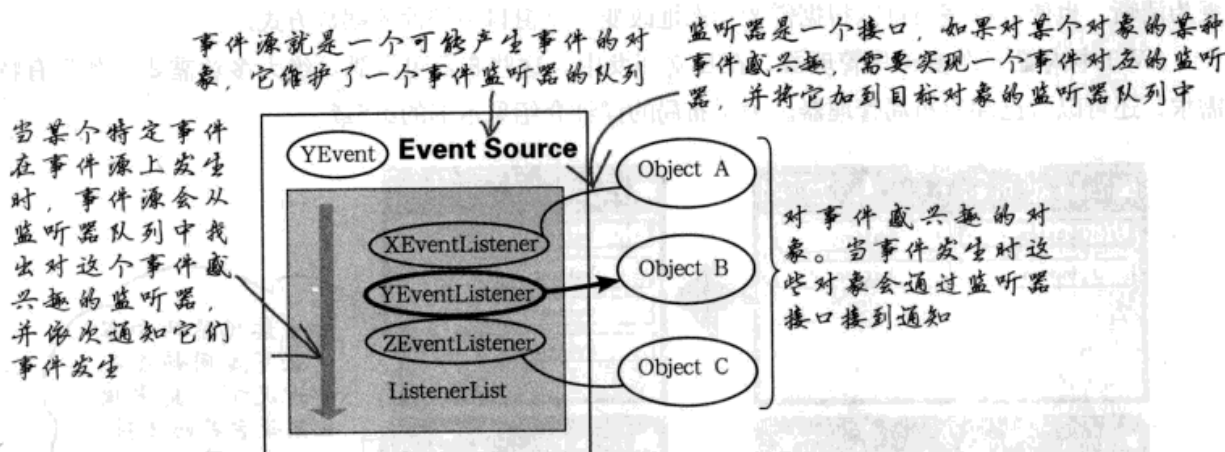 事件源就是一个可能产生事件的对
象，它维护了一个事件监听器的队列
监听器是一个接口，如果对某个对象的某种
事件感兴趣，需要实现一个事件对应的监听
器，并将它加到目标对象的监听器队列中
当某个特定事件
在事件源上发生
时，事件源会从
监听器队列中找
出对这个事件感
兴趣的监听器，
并依次通知它们
事件发生
YEvent
Event Source
XEventListener
YEventListener
ZEventListener
ListenerList
Object A
Object B
Object C
对事件感兴趣的对
象。当事件发生时这
些对象会通过监听器
接口接到通知